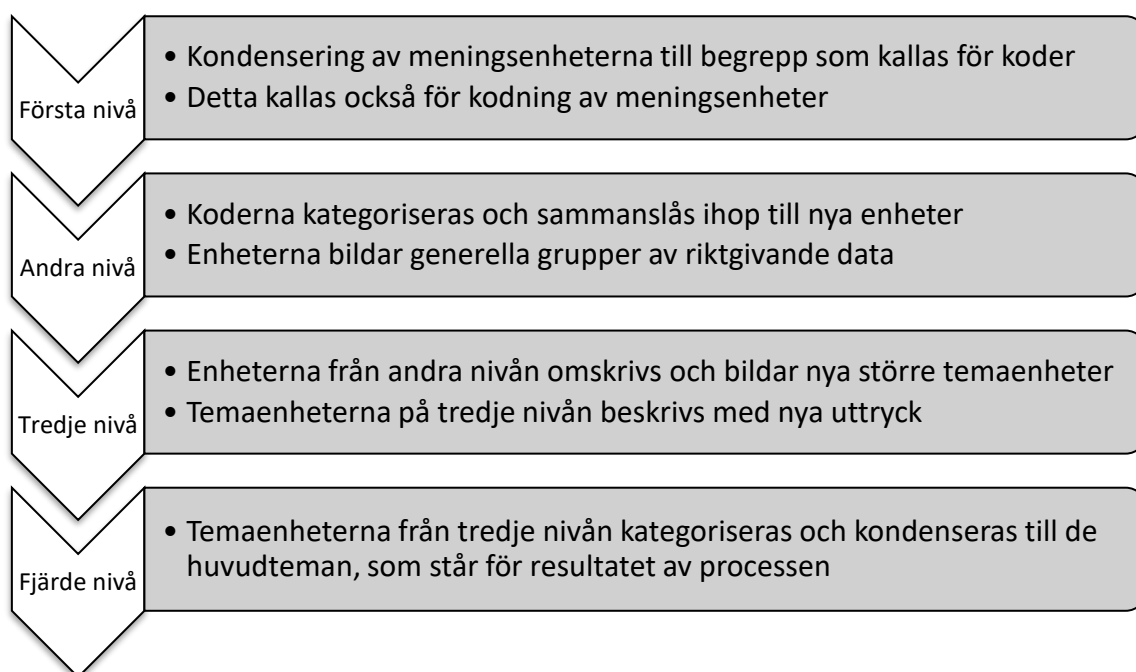 Första nivå
• Kondensering av meningsenheterna till begrepp som kallas för koder
• Detta kallas också för kodning av meningsenheter
Andra nivå
• Koderna kategoriseras och sammanslås ihop till nya enheter
• Enheterna bildar generella grupper av riktgivande data
Tredje nivå
• Enheterna från andra nivån omskrivs och bildar nya större temaenheter
• Temaenheterna på tredje nivån beskrivs med nya uttryck
Fjärde nivå
• Temaenheterna från tredje nivån kategoriseras och kondenseras till de
huvudteman, som står för resultatet av processen